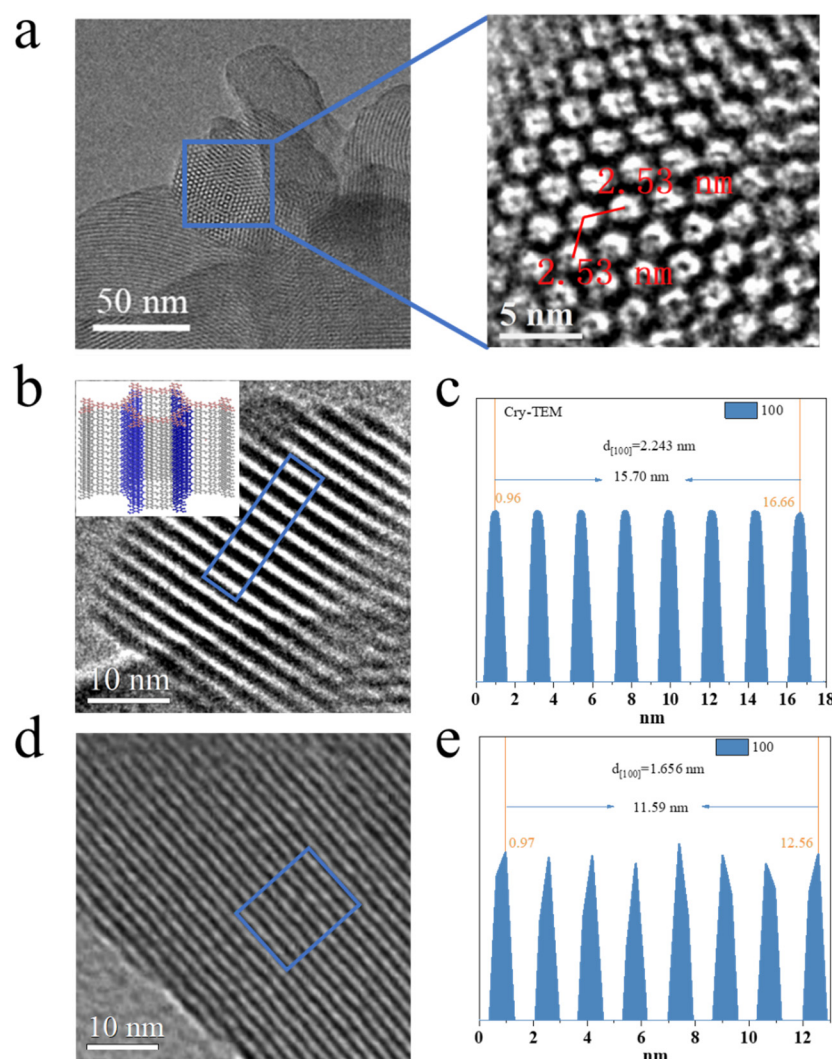 a
50 nm
2.53 nm
2.53 nm
5 nm
b
10 nm
c
Cry-TEM
100
d[100]=2.243 nm
15.70 nm
0.96
16.66
0 2 4 6 8 10 12 14 16 18
nm
d
10 nm
e
100
d[100]=1.656 nm
11.59 nm
0.97
12.56
0 2 4 6 8 10 12
nm